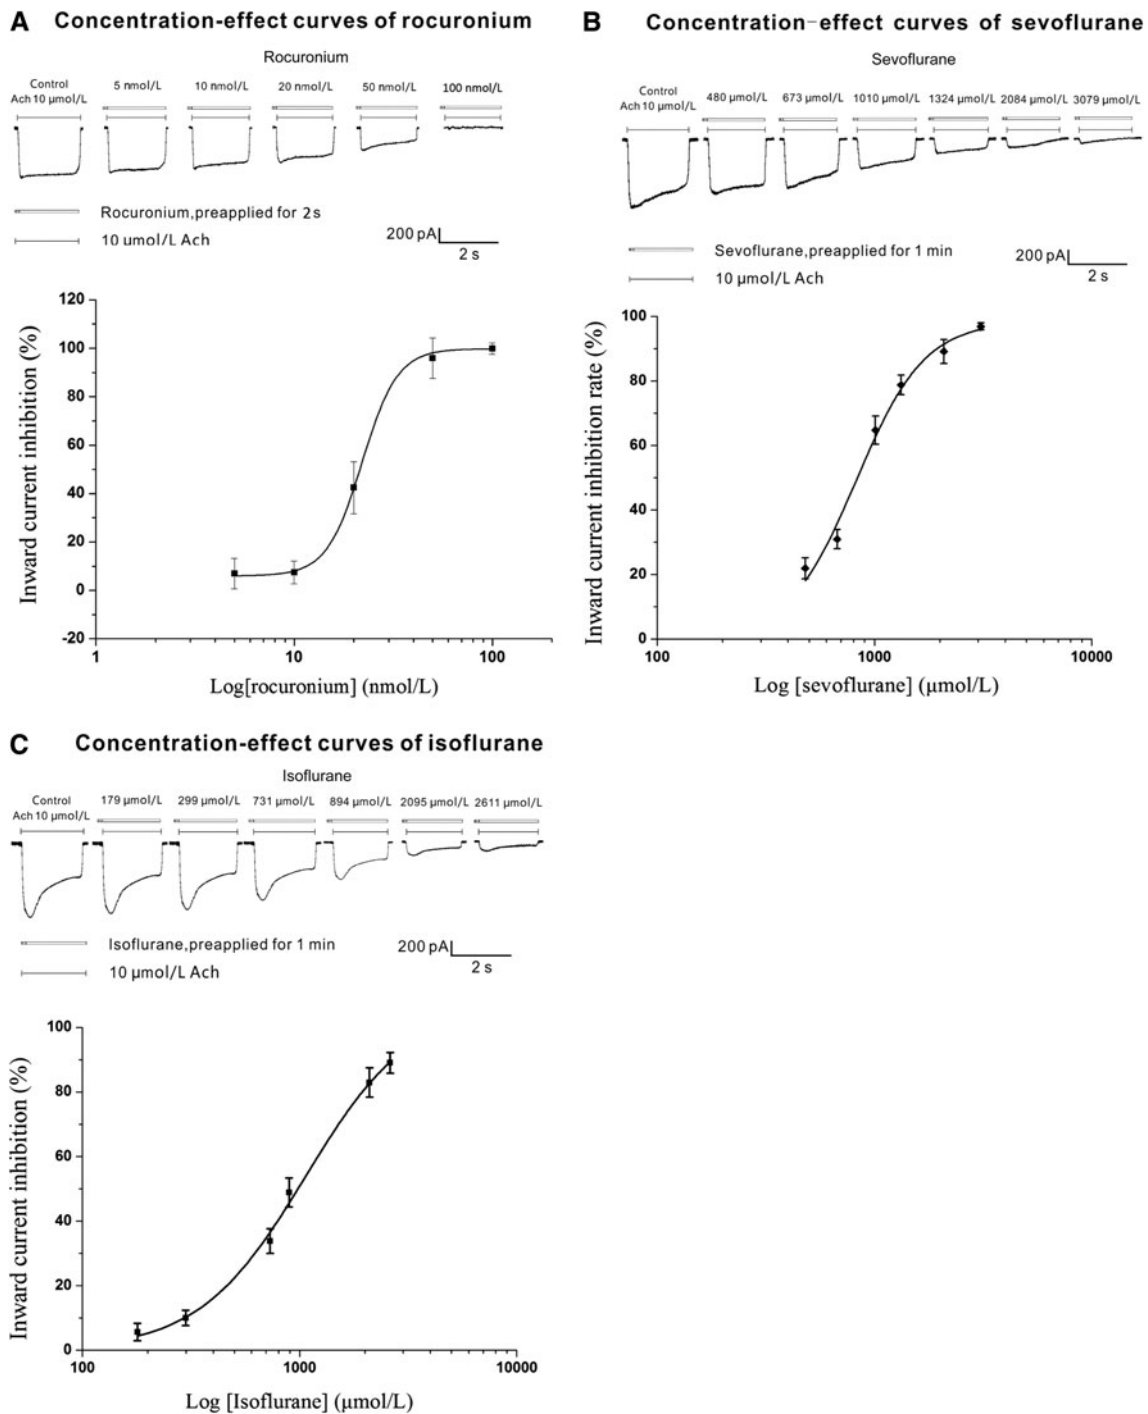 A Concentration-effect curves of rocuronium
Rocuronium
Control
Ach 10 μmol/L
5 nmol/L
10 nmol/L
20 nmol/L
50 nmol/L
100 nmol/L
Rocuronium,preapplied for 2s
10 μmol/L Ach
200 pA
2 s
120
100
80
60
40
20
0
-20
1
10
100
Inward current inhibition (%)
Log[rocuronium] (nmol/L)
B Concentration-effect curves of sevoflurane
Sevoflurane
Control
Ach 10 μmol/L
480 μmol/L
673 μmol/L
1010 μmol/L
1324 μmol/L
2084 μmol/L
3079 μmol/L
Sevoflurane,preapplied for 1 min
10 μmol/L Ach
200 pA
2 s
100
80
60
40
20
0
100
1000
10000
Inward current inhibition rate (%)
Log [sevoflurane] (μmol/L)
C Concentration-effect curves of isoflurane
Isoflurane
Control
Ach 10 μmol/L
179 μmol/L
299 μmol/L
731 μmol/L
894 μmol/L
2095 μmol/L
2611 μmol/L
Isoflurane,preapplied for 1 min
10 μmol/L Ach
200 pA
2 s
100
80
60
40
20
0
100
1000
10000
Inward current inhibition (%)
Log [Isoflurane] (μmol/L)